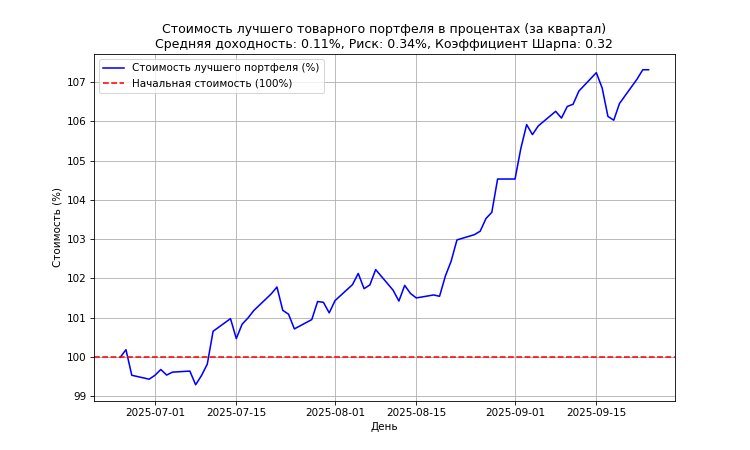 Стоимость лучшего товарного портфеля в процентах (за квартал)
Средняя доходность: 0.11%, Риск: 0.34%, Коэффициент Шарпа: 0.32
Стоимость лучшего портфеля (%)
Начальная стоимость (100%)
Стоимость (%)
107
106
105
104
103
102
101
100
99
2025-07-01
2025-07-15
2025-08-01
2025-08-15
2025-09-01
2025-09-15
День